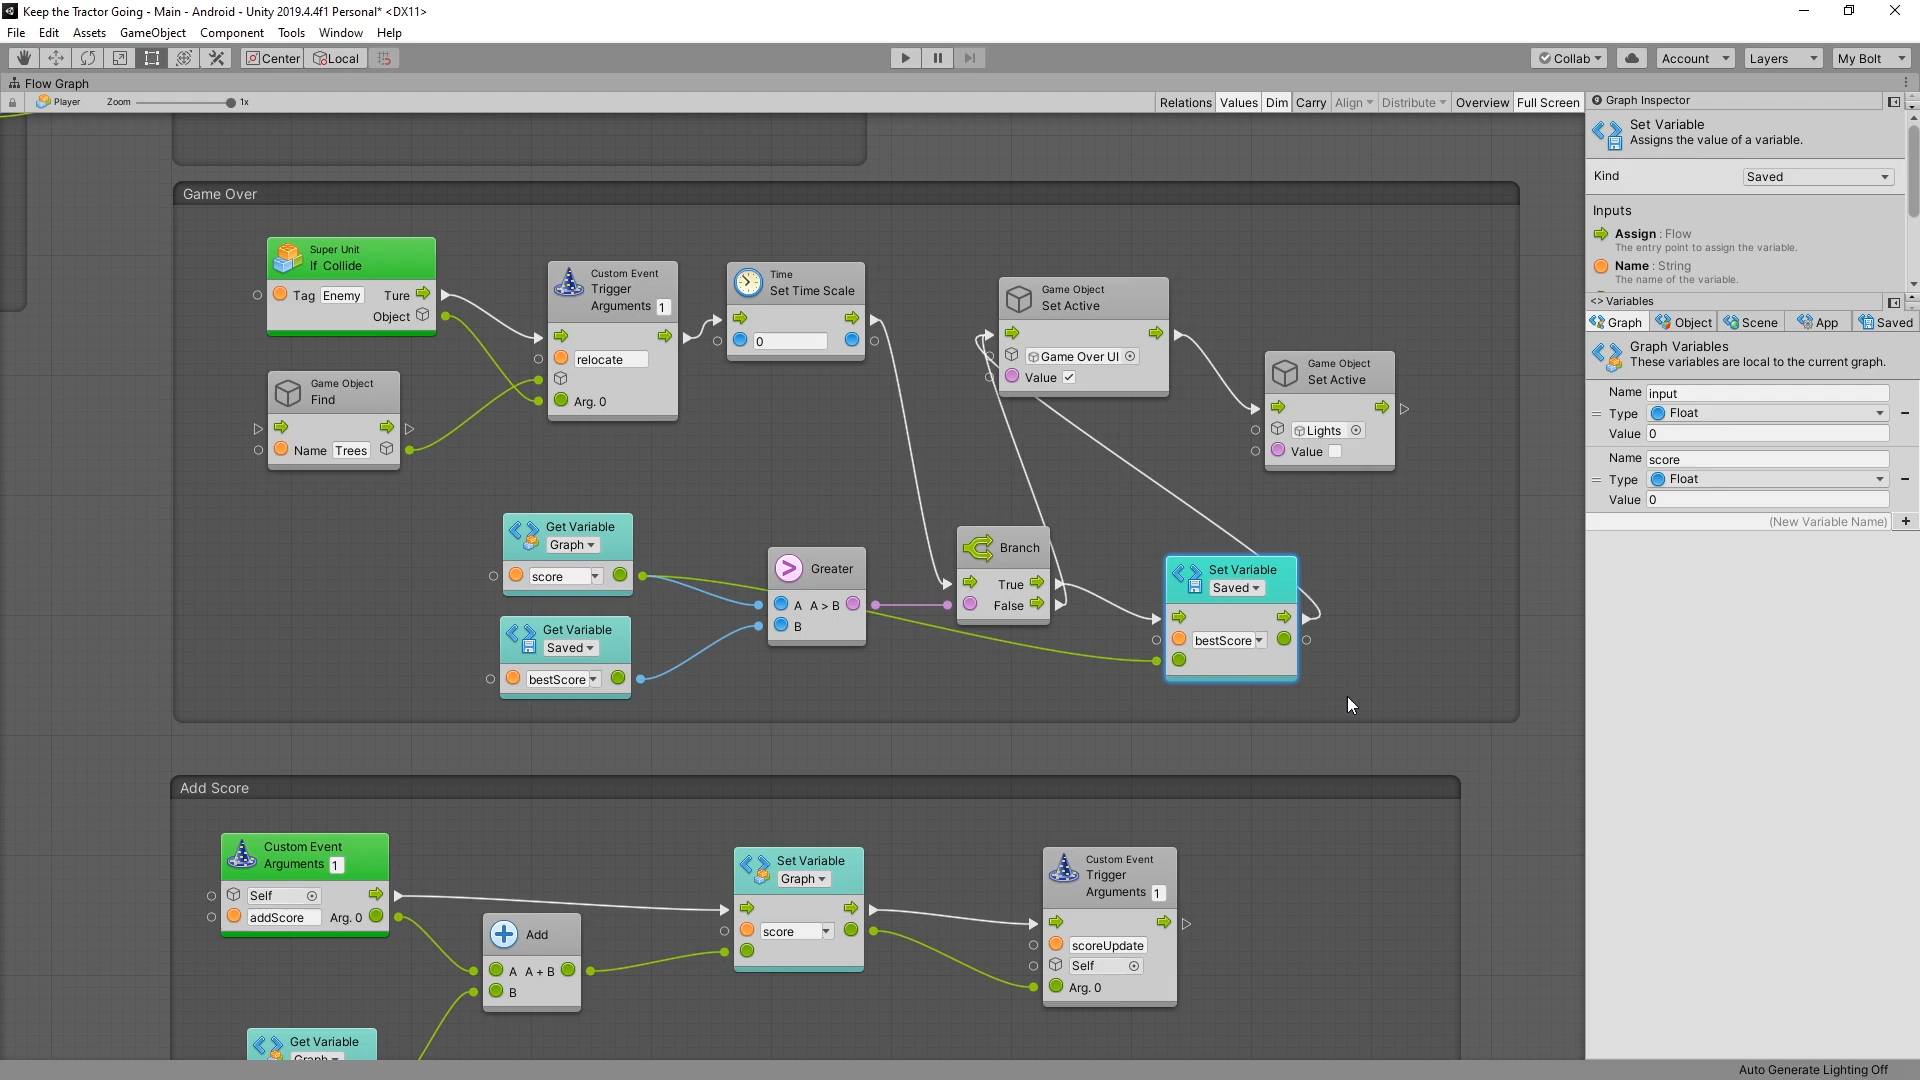 Keep the Tractor Going - Main - Android - Unity 2019.4.4f1 Personal* <DX11>
File Edit Assets GameObject Component Tools Window Help
Center Local Collab Account Layers My Bolt
Flow Graph
Player Zoom 1x Relations Values Dim Carry Align Distribute Overview Full Screen
Game Over
Super Unit
If Collide
Tag Enemy Ture
Object
Game Object
Find
Name Trees
Custom Event
Trigger
Arguments 1
relocate
Arg. 0
Time
Set Time Scale
0
Game Object
Set Active
Game Over UI
Value
Game Object
Set Active
Lights
Value
Get Variable
Graph
score
Get Variable
Saved
bestScore
Greater
A A > B
B
Branch
True
False
Set Variable
Saved
bestScore
Add Score
Custom Event
Arguments 1
Self
addScore Arg. 0
Add
A A + B
B
Set Variable
Graph
score
Custom Event
Trigger
Arguments 1
scoreUpdate
Self
Arg. 0
Get Variable
Graph
Graph Inspector
Set Variable
Assigns the value of a variable.
Kind Saved
Inputs
Assign : Flow
The entry point to assign the variable.
Name : String
The name of the variable.
<> Variables
Graph Object Scene App Saved
Graph Variables
These variables are local to the current graph.
Name input
Type Float
Value 0
Name score
Type Float
Value 0
(New Variable Name)
Auto Generate Lighting Off